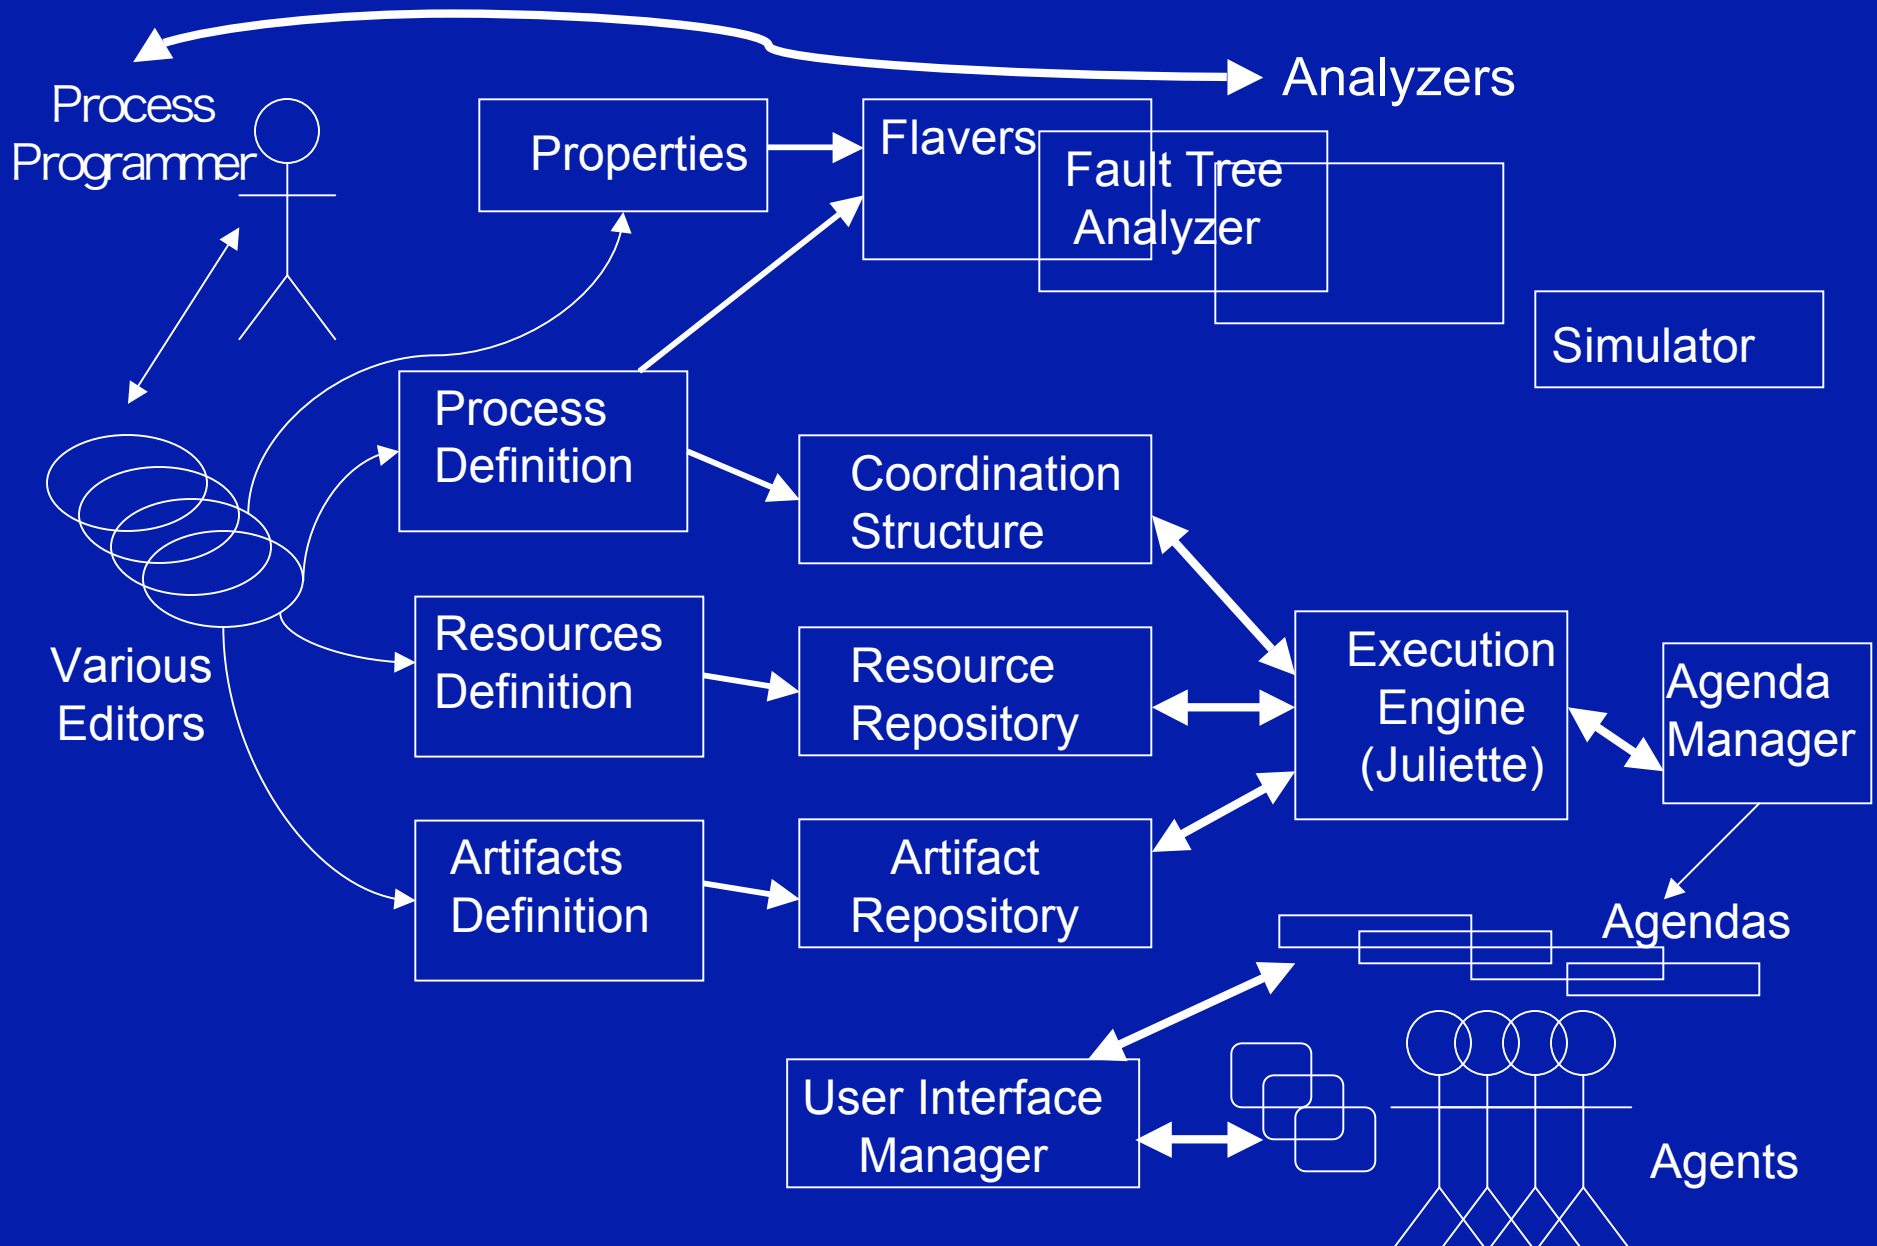 Analyzers
Process
Programmer
Properties
Flavers
Fault Tree
Analyzer
Simulator
Process
Definition
Coordination
Structure
Various
Editors
Resources
Definition
Resource
Repository
Execution
Engine
(Juliette)
Agenda
Manager
Artifacts
Definition
Artifact
Repository
Agendas
User Interface
Manager
Agents